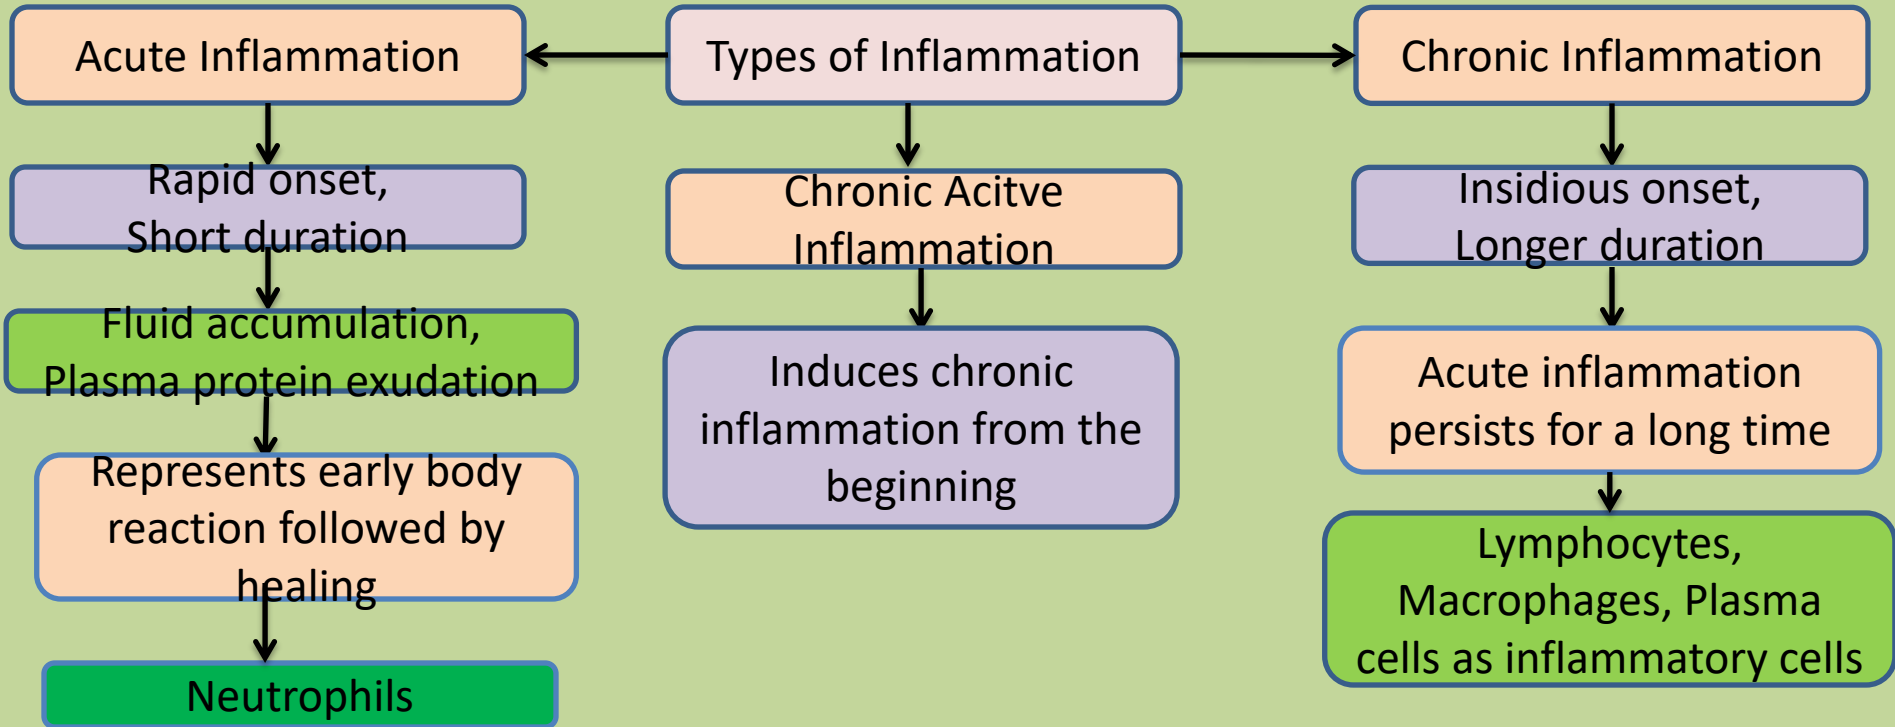 Types of Inflammation
Acute Inflammation
Rapid onset,
Short duration
Fluid accumulation,
Plasma protein exudation
Represents early body
reaction followed by
healing
Neutrophils
Chronic Acitve
Inflammation
Induces chronic
inflammation from the
beginning
Chronic Inflammation
Insidious onset,
Longer duration
Acute inflammation
persists for a long time
Lymphocytes,
Macrophages, Plasma
cells as inflammatory cells